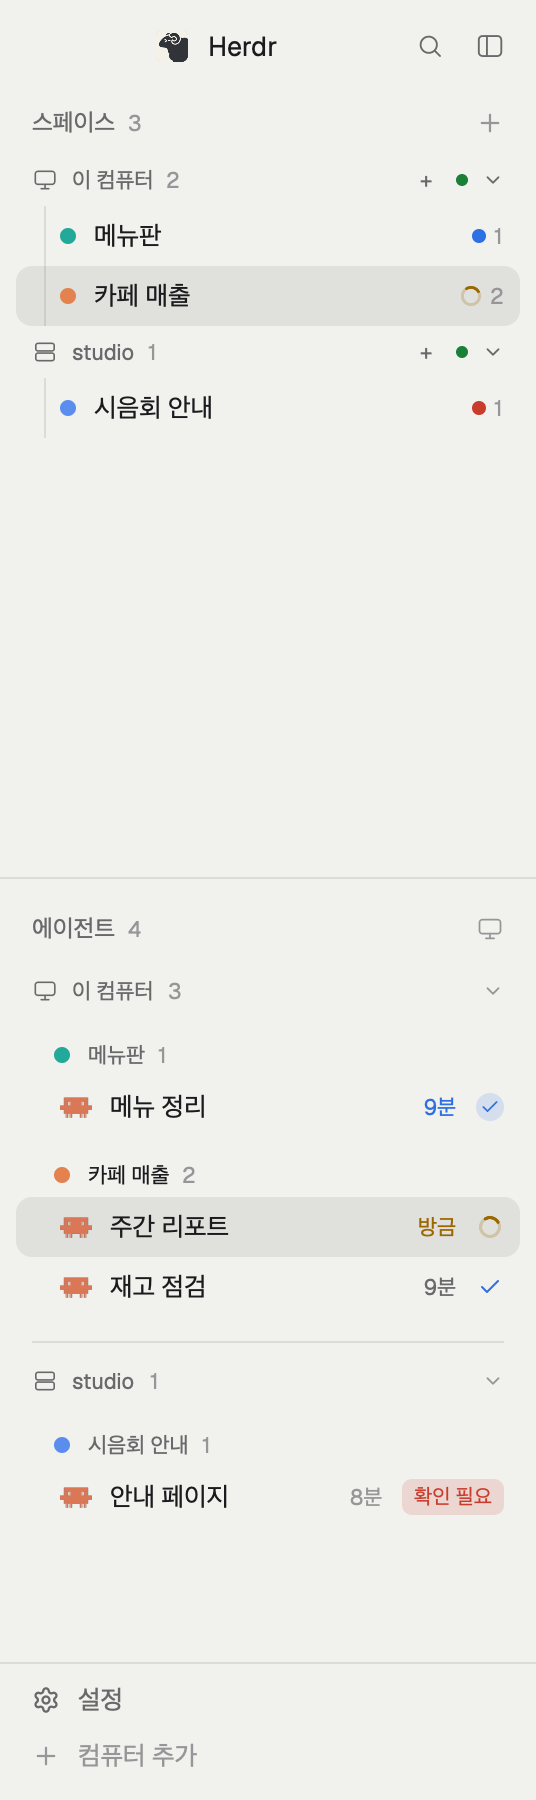 Herdr
스페이스 3
이 컴퓨터 2
메뉴판 1
카페 매출 2
studio 1
시음회 안내 1
에이전트 4
이 컴퓨터 3
메뉴판 1
메뉴 정리 9분
카페 매출 2
주간 리포트 방금
재고 점검 9분
studio 1
시음회 안내 1
안내 페이지 8분 확인 필요
설정
컴퓨터 추가